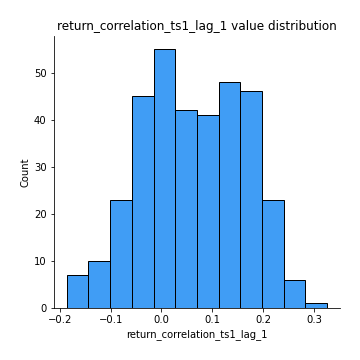 return_correlation_ts1_lag_1 value distribution
Count
50
40
30
20
10
0
−0.2 −0.1 0.0 0.1 0.2 0.3
return_correlation_ts1_lag_1